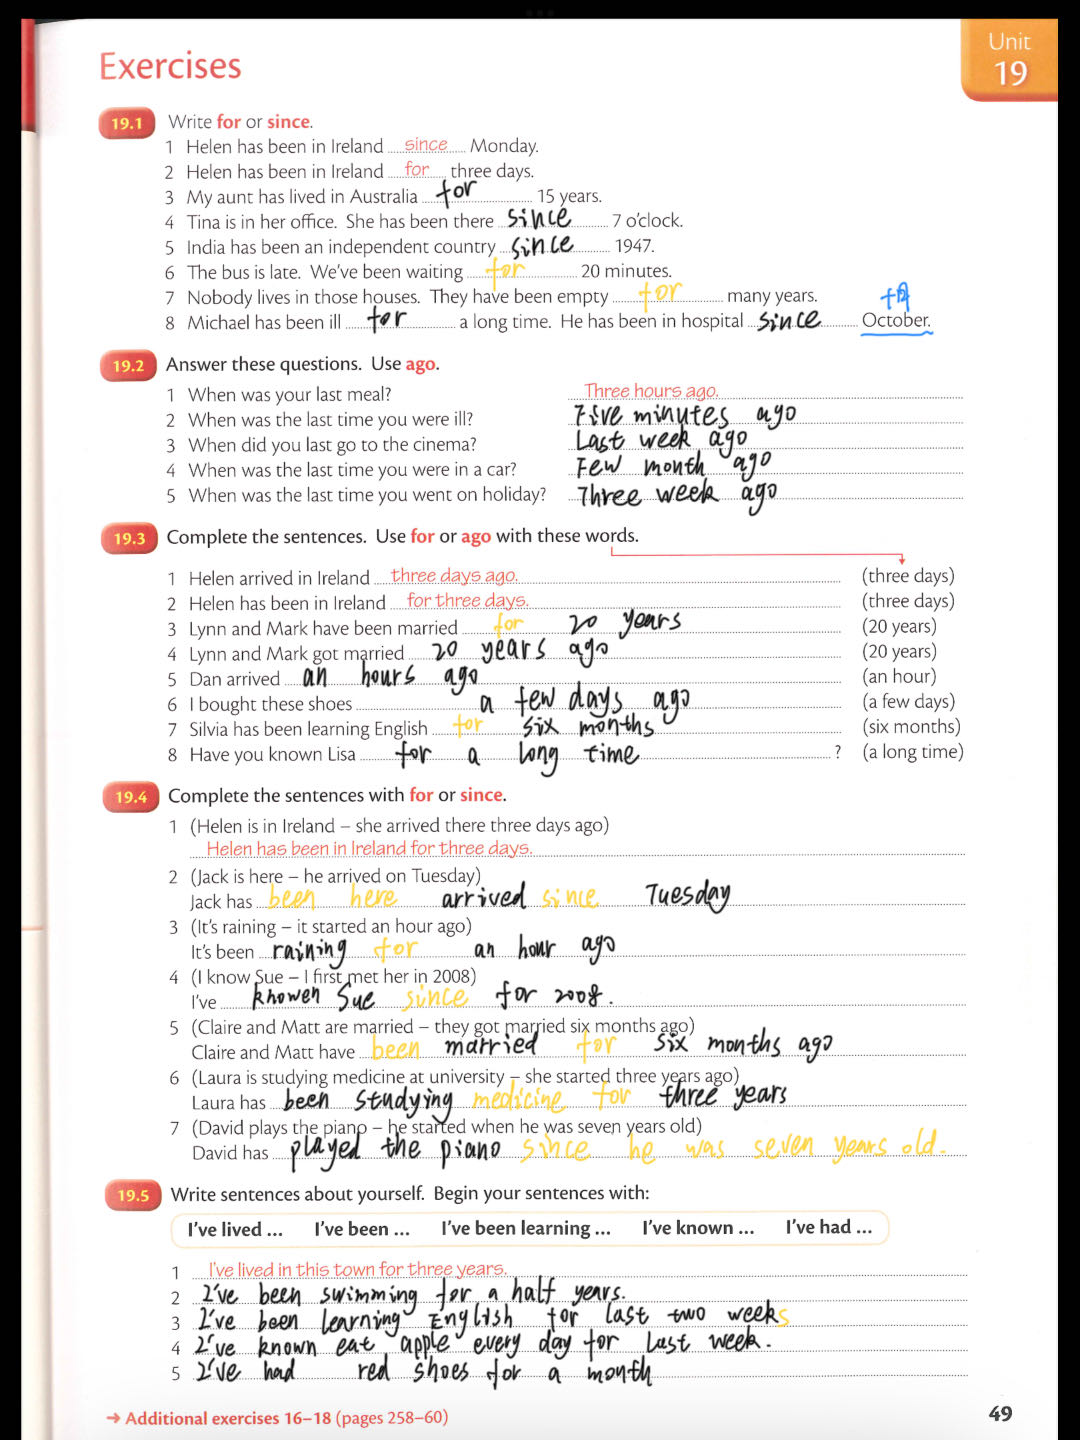 Unit
19
Exercises
19.1 Write for or since.
1 Helen has been in Ireland since Monday.
2 Helen has been in Ireland for three days.
3 My aunt has lived in Australia for 15 years.
4 Tina is in her office. She has been there since 7 o'clock.
5 India has been an independent country since 1947.
6 The bus is late. We've been waiting for 20 minutes.
7 Nobody lives in those houses. They have been empty for many years.
十月
8 Michael has been ill for a long time. He has been in hospital since October.
19.2 Answer these questions. Use ago.
1 When was your last meal? Three hours ago.
2 When was the last time you were ill? Five minutes ago
3 When did you last go to the cinema? Last week ago
4 When was the last time you were in a car? Few month ago
5 When was the last time you went on holiday? Three week ago
19.3 Complete the sentences. Use for or ago with these words.
1 Helen arrived in Ireland three days ago. (three days)
2 Helen has been in Ireland for three days. (three days)
3 Lynn and Mark have been married for 20 years (20 years)
4 Lynn and Mark got married 20 years ago (20 years)
5 Dan arrived an hours ago (an hour)
6 I bought these shoes a few days ago (a few days)
7 Silvia has been learning English for six months (six months)
8 Have you known Lisa for a long time ? (a long time)
19.4 Complete the sentences with for or since.
1 (Helen is in Ireland – she arrived there three days ago)
Helen has been in Ireland for three days.
2 (Jack is here – he arrived on Tuesday)
Jack has been here arrived since Tuesday
3 (It's raining – it started an hour ago)
It's been raining for an hour ago
4 (I know Sue – I first met her in 2008)
I've knowen Sue since for 2008.
5 (Claire and Matt are married – they got married six months ago)
Claire and Matt have been married for six months ago
6 (Laura is studying medicine at university – she started three years ago)
Laura has been studying medicine for three years
7 (David plays the piano – he started when he was seven years old)
David has played the piano since he was seven years old.
19.5 Write sentences about yourself. Begin your sentences with:
I've lived ... I've been ... I've been learning ... I've known ... I've had ...
1 I've lived in this town for three years.
2 I've been swimming for a half years.
3 I've been learning English for last two weeks
4 I've known eat apple every day for last week.
5 I've had red shoes for a month
➜ Additional exercises 16–18 (pages 258–60)
49